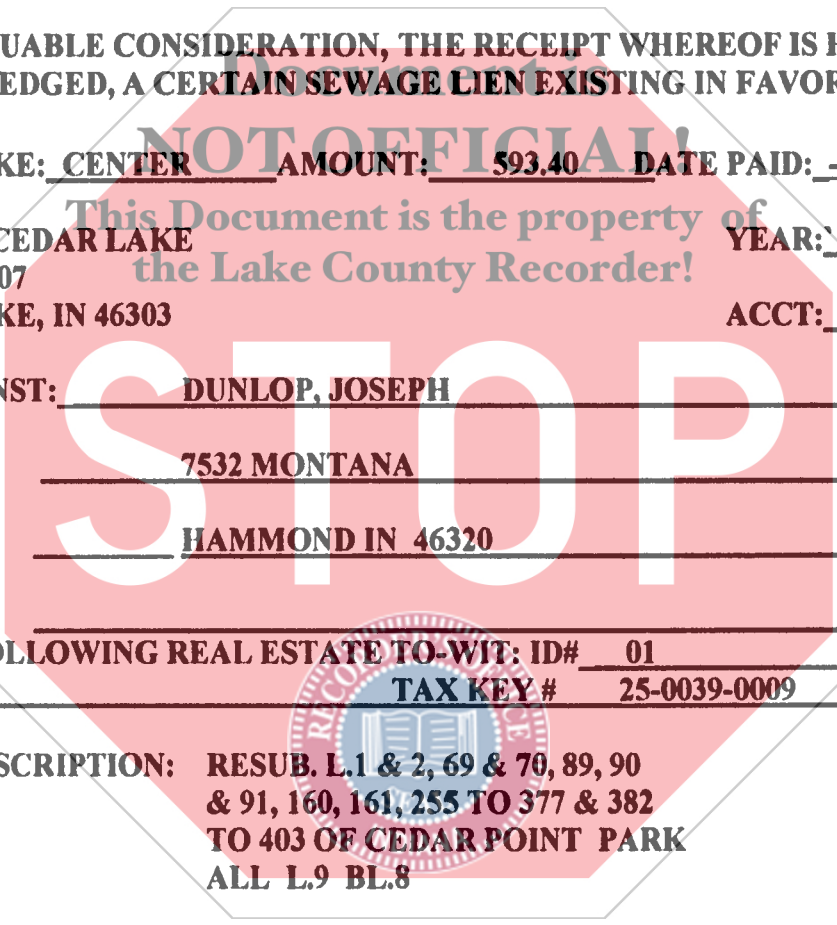 UABLE CONSIDERATION, THE RECEIPT WHEREOF IS
Document is
EDGED, A CERTAIN SEWAGE LIEN EXISTING IN FAVOR
NOT OFFICIAL!
KE: CENTER AMOUNT: 593.40 DATE PAID:
This Document is the property of
CEDAR LAKE YEAR:
07
the Lake County Recorder!
KE, IN 46303 ACCT:
STOP
NST: DUNLOP, JOSEPH
7532 MONTANA
HAMMOND IN 46320
OLLOWING REAL ESTATE TO-WIT: ID# 01
TAX KEY # 25-0039-0009
RECORDER'S OFFICE
SCRIPTION: RESUB. L.1 & 2, 69 & 70, 89, 90
& 91, 160, 161, 255 TO 377 & 382
TO 403 OF CEDAR POINT PARK
ALL L.9 BL.8